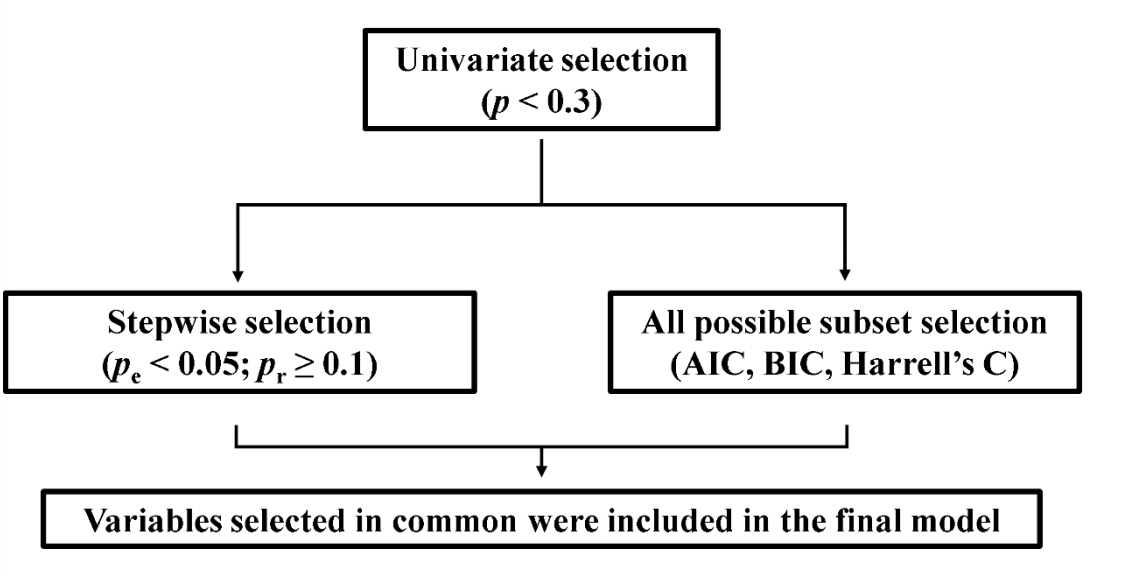 Univariate selection
(p < 0.3)
Stepwise selection
(pe < 0.05; pr ≥ 0.1)
All possible subset selection
(AIC, BIC, Harrell’s C)
Variables selected in common were included in the final model